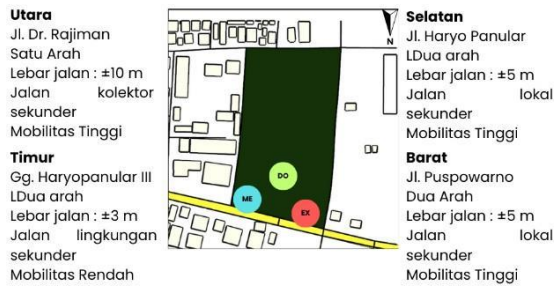 Utara
Jl. Dr. Rajiman
Satu Arah
Lebar jalan : ±10 m
Jalan kolektor
sekunder
Mobilitas Tinggi
Timur
Gg. Haryopanular III
LDua arah
Lebar jalan : ±3 m
Jalan lingkungan
sekunder
Mobilitas Rendah
N
DO
ME
EX
Selatan
Jl. Haryo Panular
LDua arah
Lebar jalan : ±5 m
Jalan lokal
sekunder
Mobilitas Tinggi
Barat
Jl. Puspowarno
Dua Arah
Lebar jalan : ±5 m
Jalan lokal
sekunder
Mobilitas Tinggi